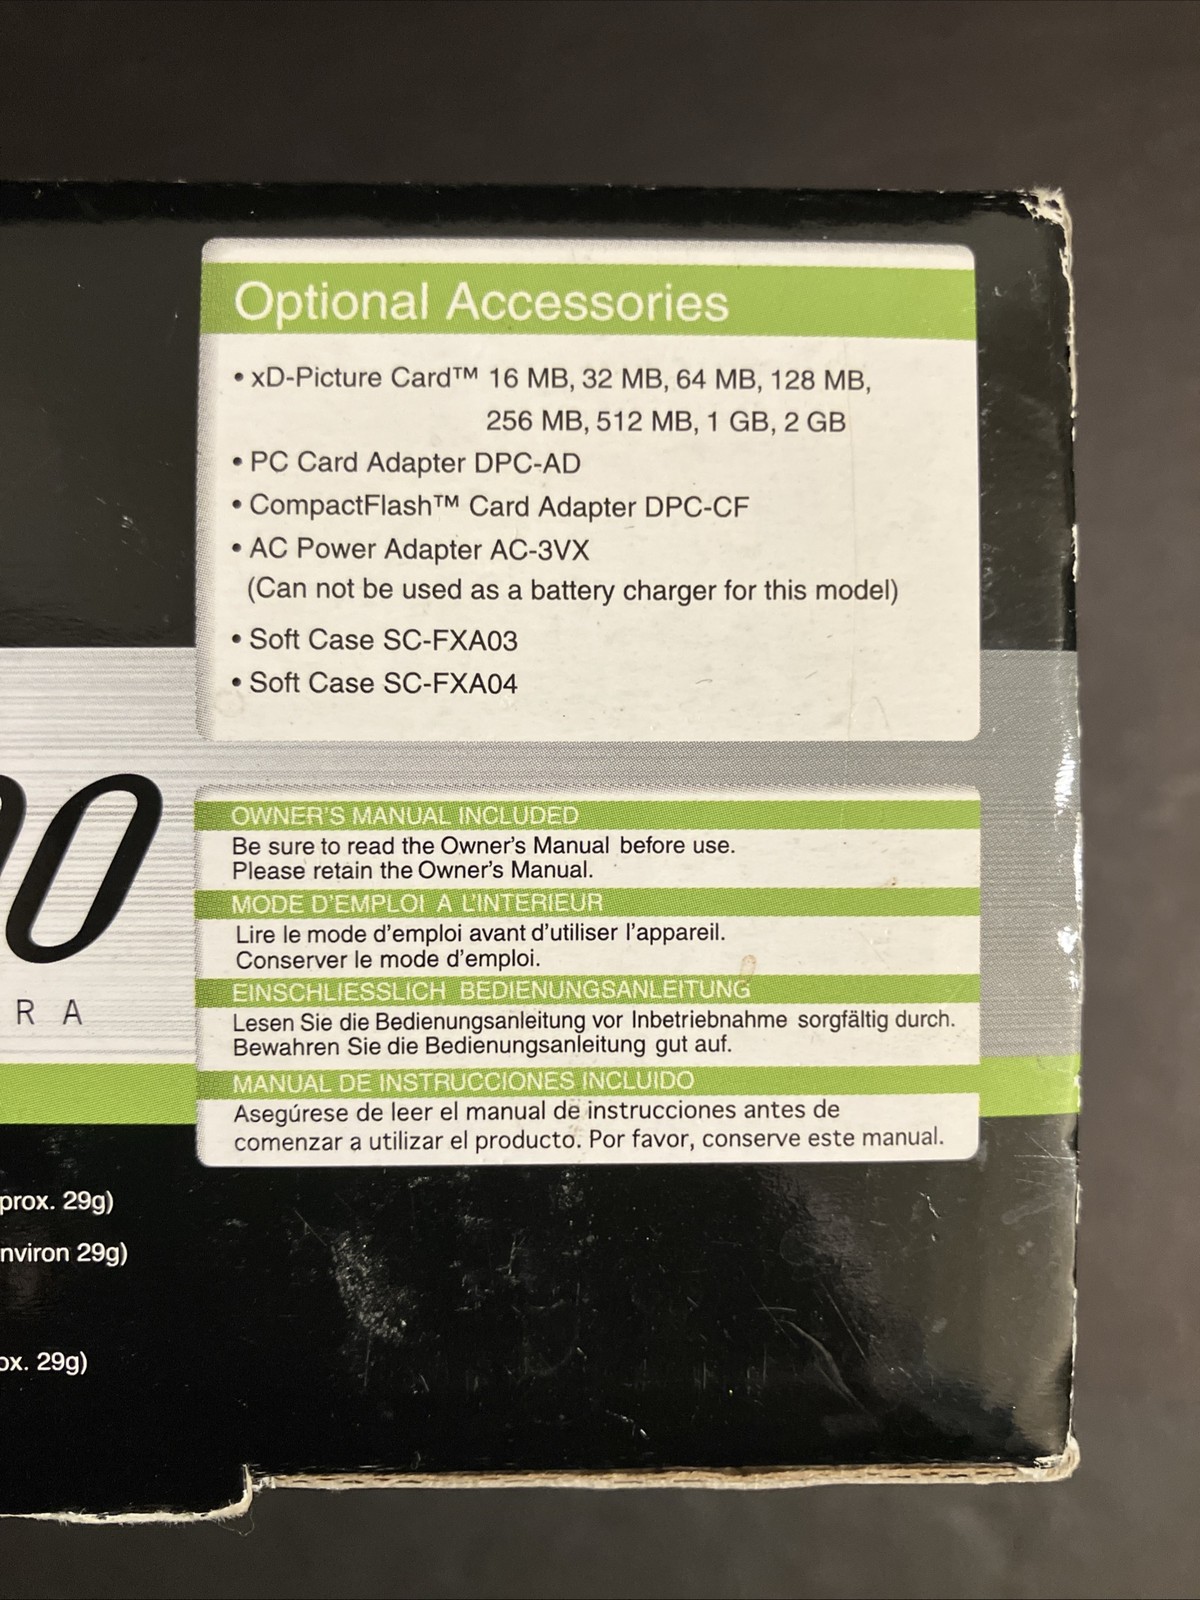 Optional Accessories
• xD-Picture Card™ 16 MB, 32 MB, 64 MB, 128 MB,
256 MB, 512 MB, 1 GB, 2 GB
• PC Card Adapter DPC-AD
• CompactFlash™ Card Adapter DPC-CF
• AC Power Adapter AC-3VX
(Can not be used as a battery charger for this model)
• Soft Case SC-FXA03
• Soft Case SC-FXA04
00
RA
OWNER'S MANUAL INCLUDED
Be sure to read the Owner's Manual before use.
Please retain the Owner's Manual.
MODE D'EMPLOI A L'INTERIEUR
Lire le mode d'emploi avant d'utiliser l'appareil.
Conserver le mode d'emploi.
EINSCHLIESSLICH BEDIENUNGSANLEITUNG
Lesen Sie die Bedienungsanleitung vor Inbetriebnahme sorgfältig durch.
Bewahren Sie die Bedienungsanleitung gut auf.
MANUAL DE INSTRUCCIONES INCLUIDO
Asegúrese de leer el manual de instrucciones antes de
comenzar a utilizar el producto. Por favor, conserve este manual.
prox. 29g)
nviron 29g)
ox. 29g)